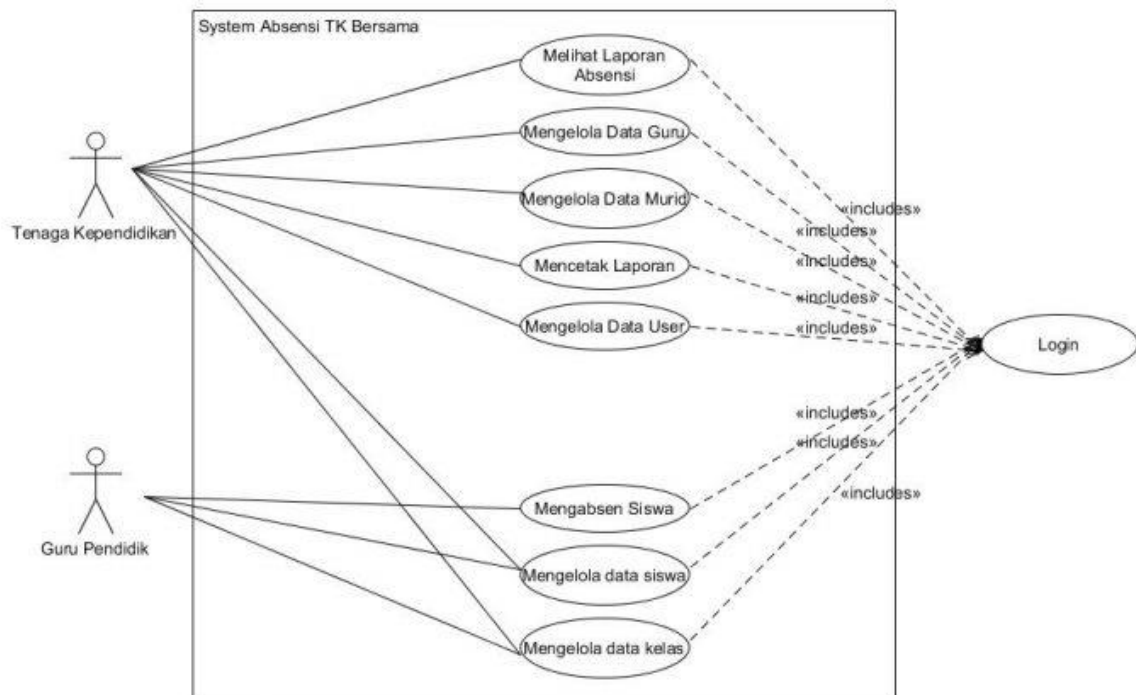 System Absensi TK Bersama
Melihat Laporan
Absensi
Mengelola Data Guru
Mengelola Data Murid
«includes»
«includes»
«includes»
Tenaga Kependidikan
Mencetak Laporan
«includes»
Mengelola Data User
«includes»
Login
«includes»
«includes»
«includes»
Mengabsen Siswa
Guru Pendidik
Mengelola data siswa
Mengelola data kelas